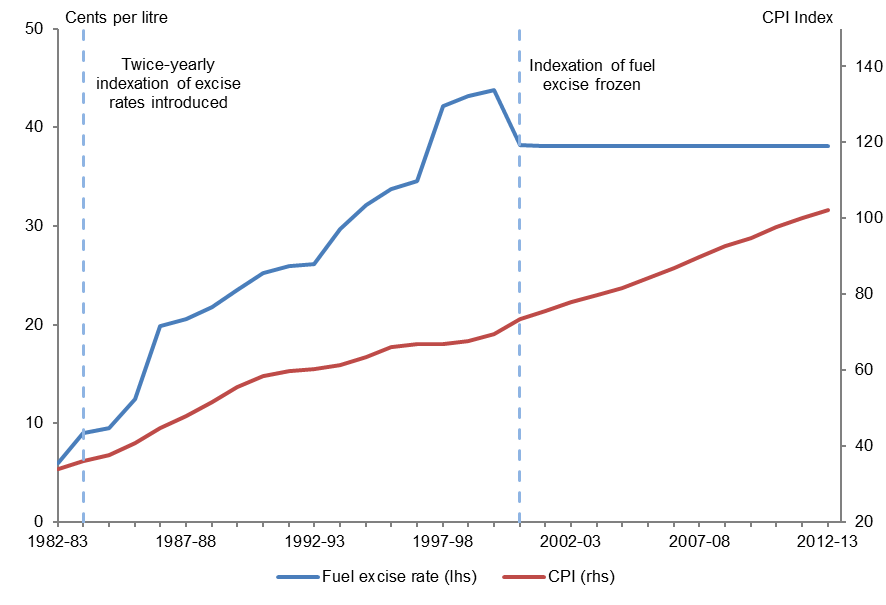 Cents per litre
CPI Index
50
40
30
20
10
0
Twice-yearly
indexation of excise
rates introduced
Indexation of fuel
excise frozen
140
120
100
80
60
40
20
1982-83 1987-88 1992-93 1997-98 2002-03 2007-08 2012-13
Fuel excise rate (lhs) CPI (rhs)